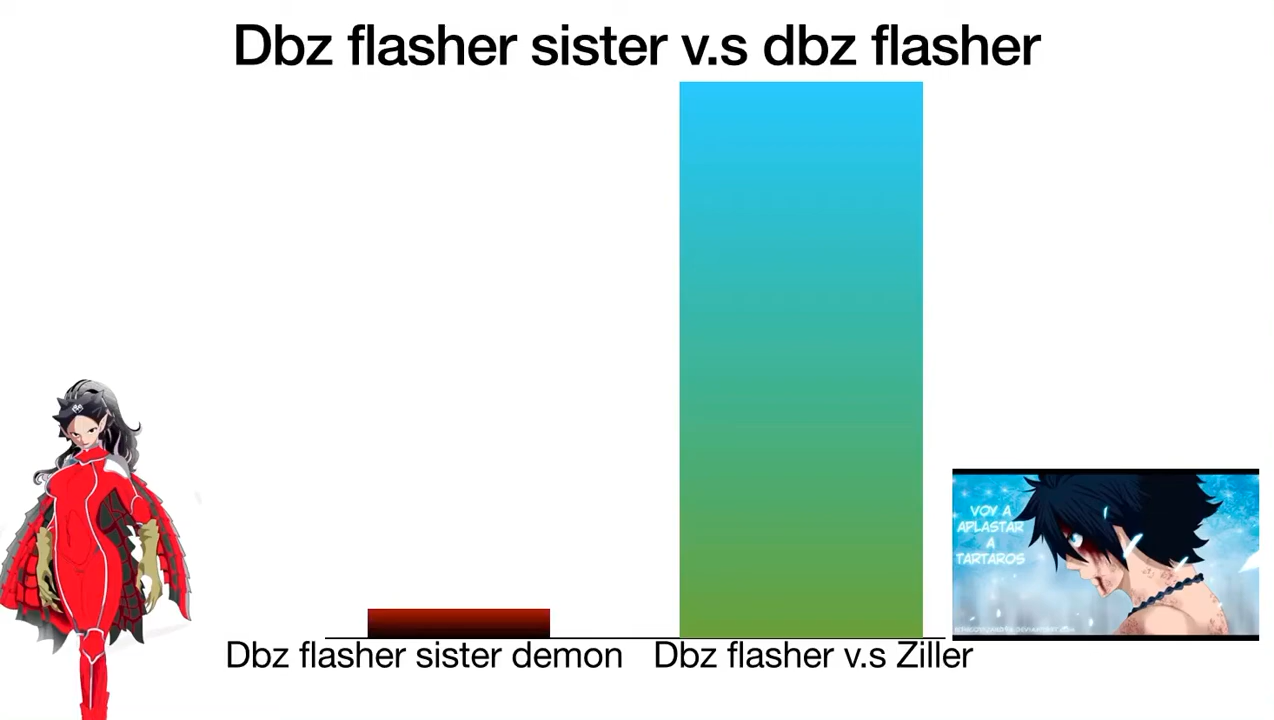 Dbz flasher sister v.s dbz flasher
VOY A
APLASTAR
A
TARTAROS
Dbz flasher sister demon
Dbz flasher v.s Ziller